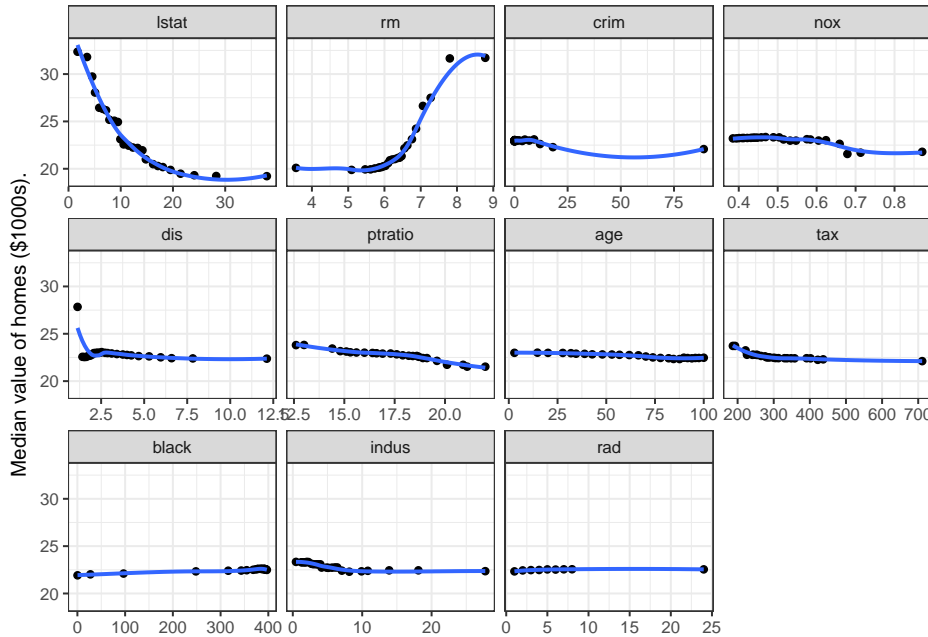 lstat rm crim nox
30
25
20
0 10 20 30
4 5 6 7 8 9
0 25 50 75
0.4 0.5 0.6 0.7 0.8
dis ptratio age tax
30
25
20
2.5 5.0 7.5 10.0 12.5
12.5 15.0 17.5 20.0
0 25 50 75 100
200 300 400 500 600 700
black indus rad
30
25
20
0 100 200 300 400
0 10 20
0 5 10 15 20 25
Median value of homes ($1000s).